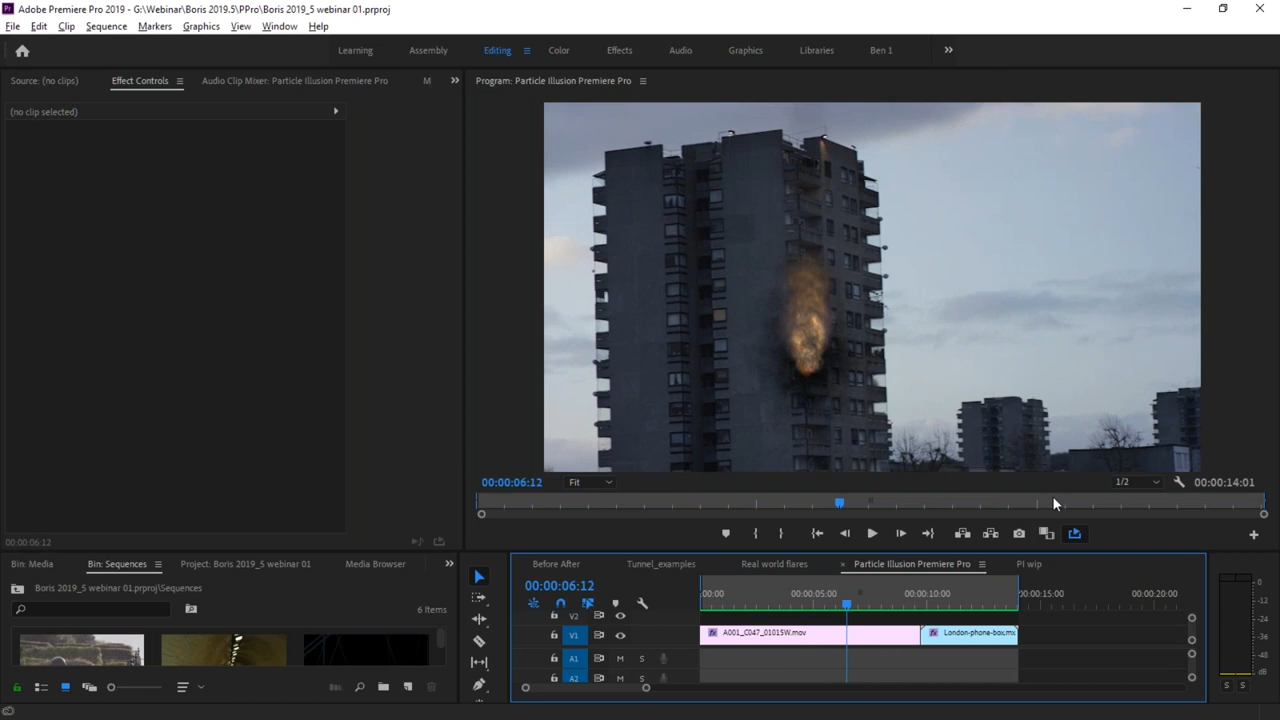 Pr Adobe Premiere Pro 2019 - G:\Webinar\Boris 2019.5\PPro\Boris 2019_5 webinar 01.prproj
File Edit Clip Sequence Markers Graphics View Window Help
Learning Assembly Editing Color Effects Audio Graphics Libraries Ben 1
Source: (no clips) Effect Controls Audio Clip Mixer: Particle Illusion Premiere Pro M Program: Particle Illusion Premiere Pro
(no clip selected)
00:00:06:12 Fit 1/2 00:00:14:01
00:00:06:12
Bin: Media Bin: Sequences Project: Boris 2019_5 webinar 01 Media Browser
Before After Tunnel_examples Real world flares × Particle Illusion Premiere Pro PI wip
Boris 2019_5 webinar 01.prproj\Sequences
6 Items
00:00:06:12
:00:00 00:00:05:00 00:00:10:00 00:00:15:00 00:00:20:00
V2
V1 fx A001_C047_01015W.mov fx London-phone-box.mx
A1 M S
A2 M S
0
-12
-24
-36
-48
dB
S S